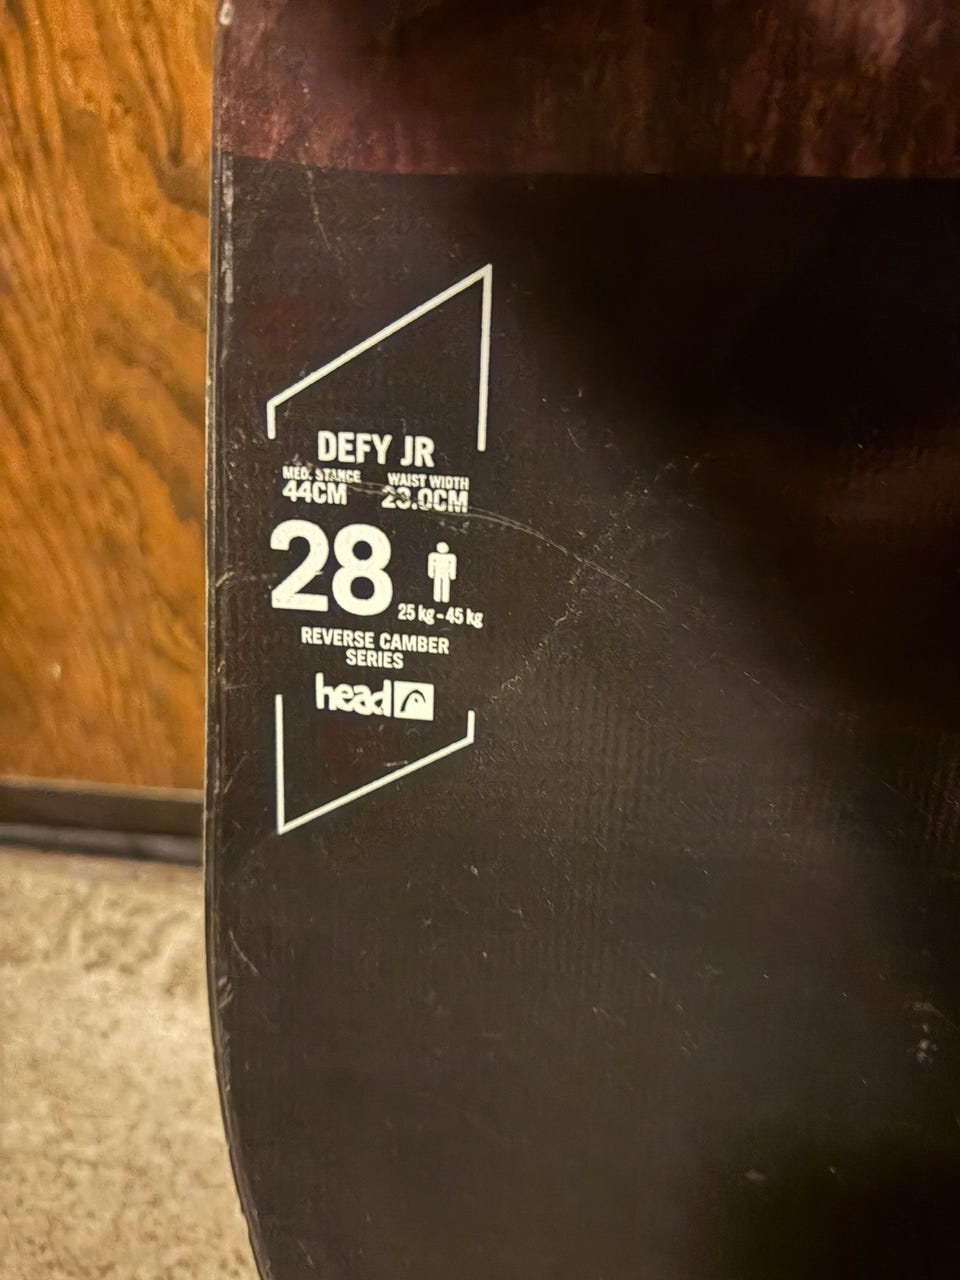 DEFY JR
MED. STANCE WAIST WIDTH
44CM 23.0CM
28
25 kg - 45 kg
REVERSE CAMBER
SERIES
head